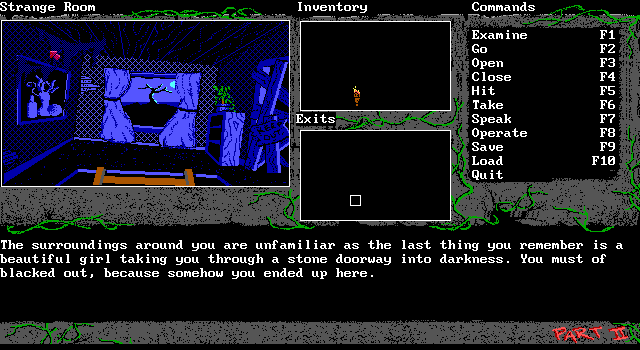 Strange Room
Inventory
Commands
Examine F1
Go F2
Open F3
Close F4
Hit F5
Take F6
Speak F7
Operate F8
Save F9
Load F10
Quit
Exits
The surroundings around you are unfamiliar as the last thing you remember is a
beautiful girl taking you through a stone doorway into darkness. You must of
blacked out, because somehow you ended up here.
PART II